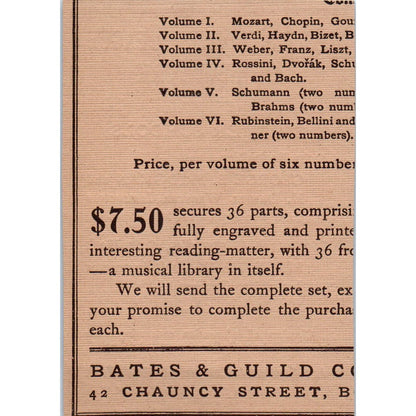 Volume I. Mozart, Chopin, Gou
Volume II. Verdi, Haydn, Bizet, B
Volume III. Weber, Franz, Liszt,
Volume IV. Rossini, Dvořák, Schu
and Bach.
Volume V. Schumann (two num
Brahms (two num
Volume VI. Rubinstein, Bellini and
ner (two numbers).
Price, per volume of six number
$7.50 secures 36 parts, comprisi
fully engraved and printe
interesting reading-matter, with 36 fro
—a musical library in itself.
We will send the complete set, ex
your promise to complete the purcha
each.
BATES & GUILD CO
42 CHAUNCY STREET, B